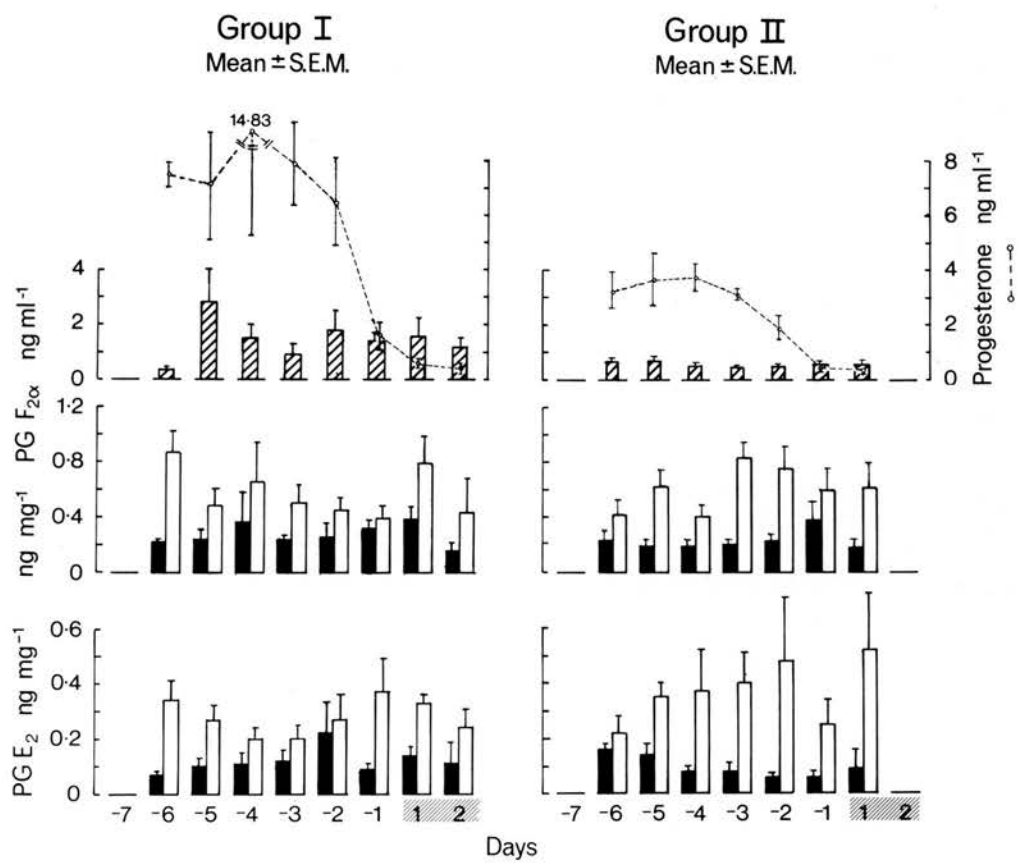 Group I
Mean ± S.E.M.
Group II
Mean ± S.E.M.
14·83
8
6
4
2
0
Progesterone ng ml⁻¹
4
2
0
1·2
0·8
0·4
0
ng mg⁻¹ PG F₂α ng ml⁻¹
0·6
0·4
0·2
0
PG E₂ ng mg⁻¹
-7 -6 -5 -4 -3 -2 -1 1 2
-7 -6 -5 -4 -3 -2 -1 1 2
Days